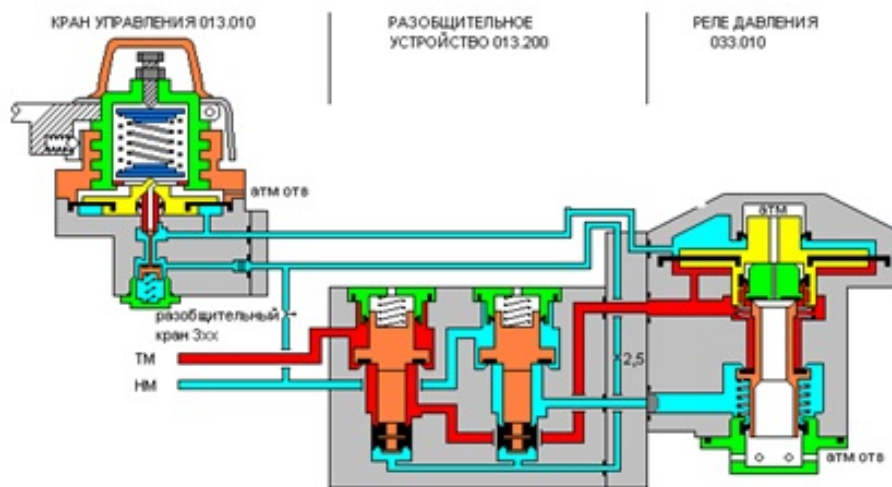 КРАН УПРАВЛЕНИЯ 013.010
РАЗОБЩИТЕЛЬНОЕ
УСТРОЙСТВО 013.200
РЕЛЕ ДАВЛЕНИЯ
033.010
атм отв
атм
разобщительный
кран 3хх
ТМ
НМ
2,5
атм отв